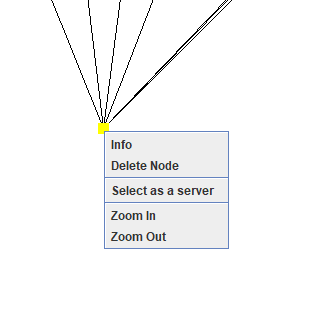 Info
Delete Node
Select as a server
Zoom In
Zoom Out